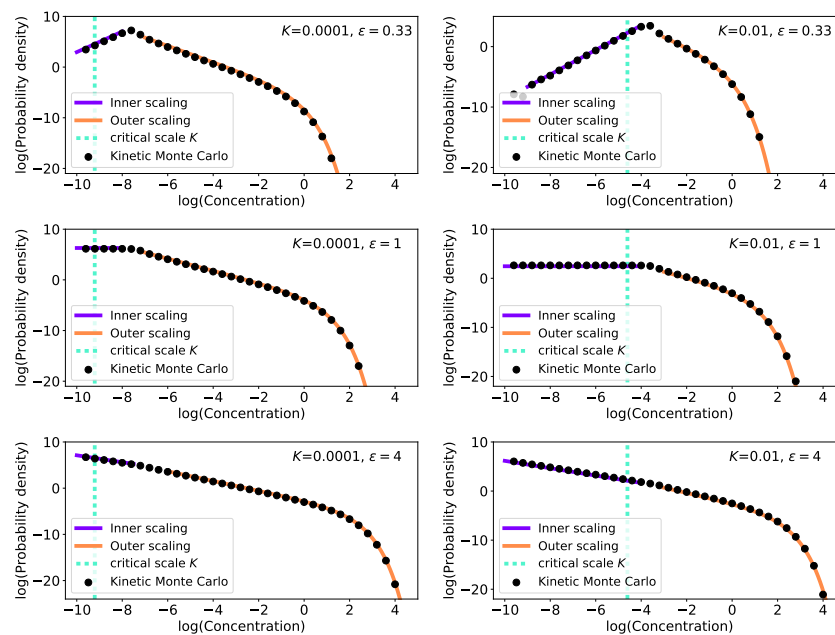 K=0.0001, ε = 0.33
log(Probability density)
10
0
−10
−20
Inner scaling
Outer scaling
critical scale K
Kinetic Monte Carlo
−10 −8 −6 −4 −2 0 2 4
log(Concentration)
K=0.01, ε = 0.33
log(Probability density)
0
−10
−20
Inner scaling
Outer scaling
critical scale K
Kinetic Monte Carlo
−10 −8 −6 −4 −2 0 2 4
log(Concentration)
K=0.0001, ε = 1
log(Probability density)
10
0
−10
−20
Inner scaling
Outer scaling
critical scale K
Kinetic Monte Carlo
−10 −8 −6 −4 −2 0 2 4
log(Concentration)
K=0.01, ε = 1
log(Probability density)
10
0
−10
−20
Inner scaling
Outer scaling
critical scale K
Kinetic Monte Carlo
−10 −8 −6 −4 −2 0 2 4
log(Concentration)
K=0.0001, ε = 4
log(Probability density)
10
0
−10
−20
Inner scaling
Outer scaling
critical scale K
Kinetic Monte Carlo
−10 −8 −6 −4 −2 0 2 4
log(Concentration)
K=0.01, ε = 4
log(Probability density)
10
0
−10
−20
Inner scaling
Outer scaling
critical scale K
Kinetic Monte Carlo
−10 −8 −6 −4 −2 0 2 4
log(Concentration)